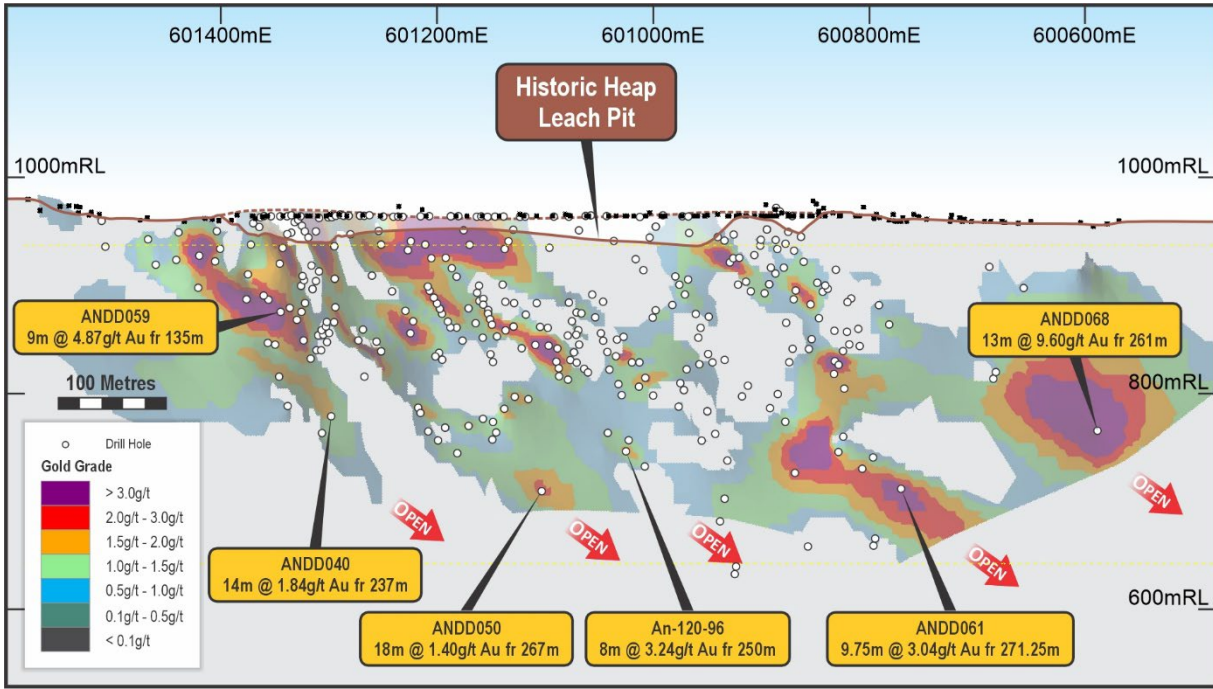 601400mE
601200mE
601000mE
600800mE
600600mE
Historic Heap
Leach Pit
1000mRL
1000mRL
ANDD059
9m @ 4.87g/t Au fr 135m
ANDD068
13m @ 9.60g/t Au fr 261m
100 Metres
800mRL
Drill Hole
Gold Grade
> 3.0g/t
2.0g/t - 3.0g/t
1.5g/t - 2.0g/t
1.0g/t - 1.5g/t
0.5g/t - 1.0g/t
0.1g/t - 0.5g/t
< 0.1g/t
OPEN
OPEN
OPEN
OPEN
OPEN
ANDD040
14m @ 1.84g/t Au fr 237m
600mRL
ANDD050
18m @ 1.40g/t Au fr 267m
An-120-96
8m @ 3.24g/t Au fr 250m
ANDD061
9.75m @ 3.04g/t Au fr 271.25m